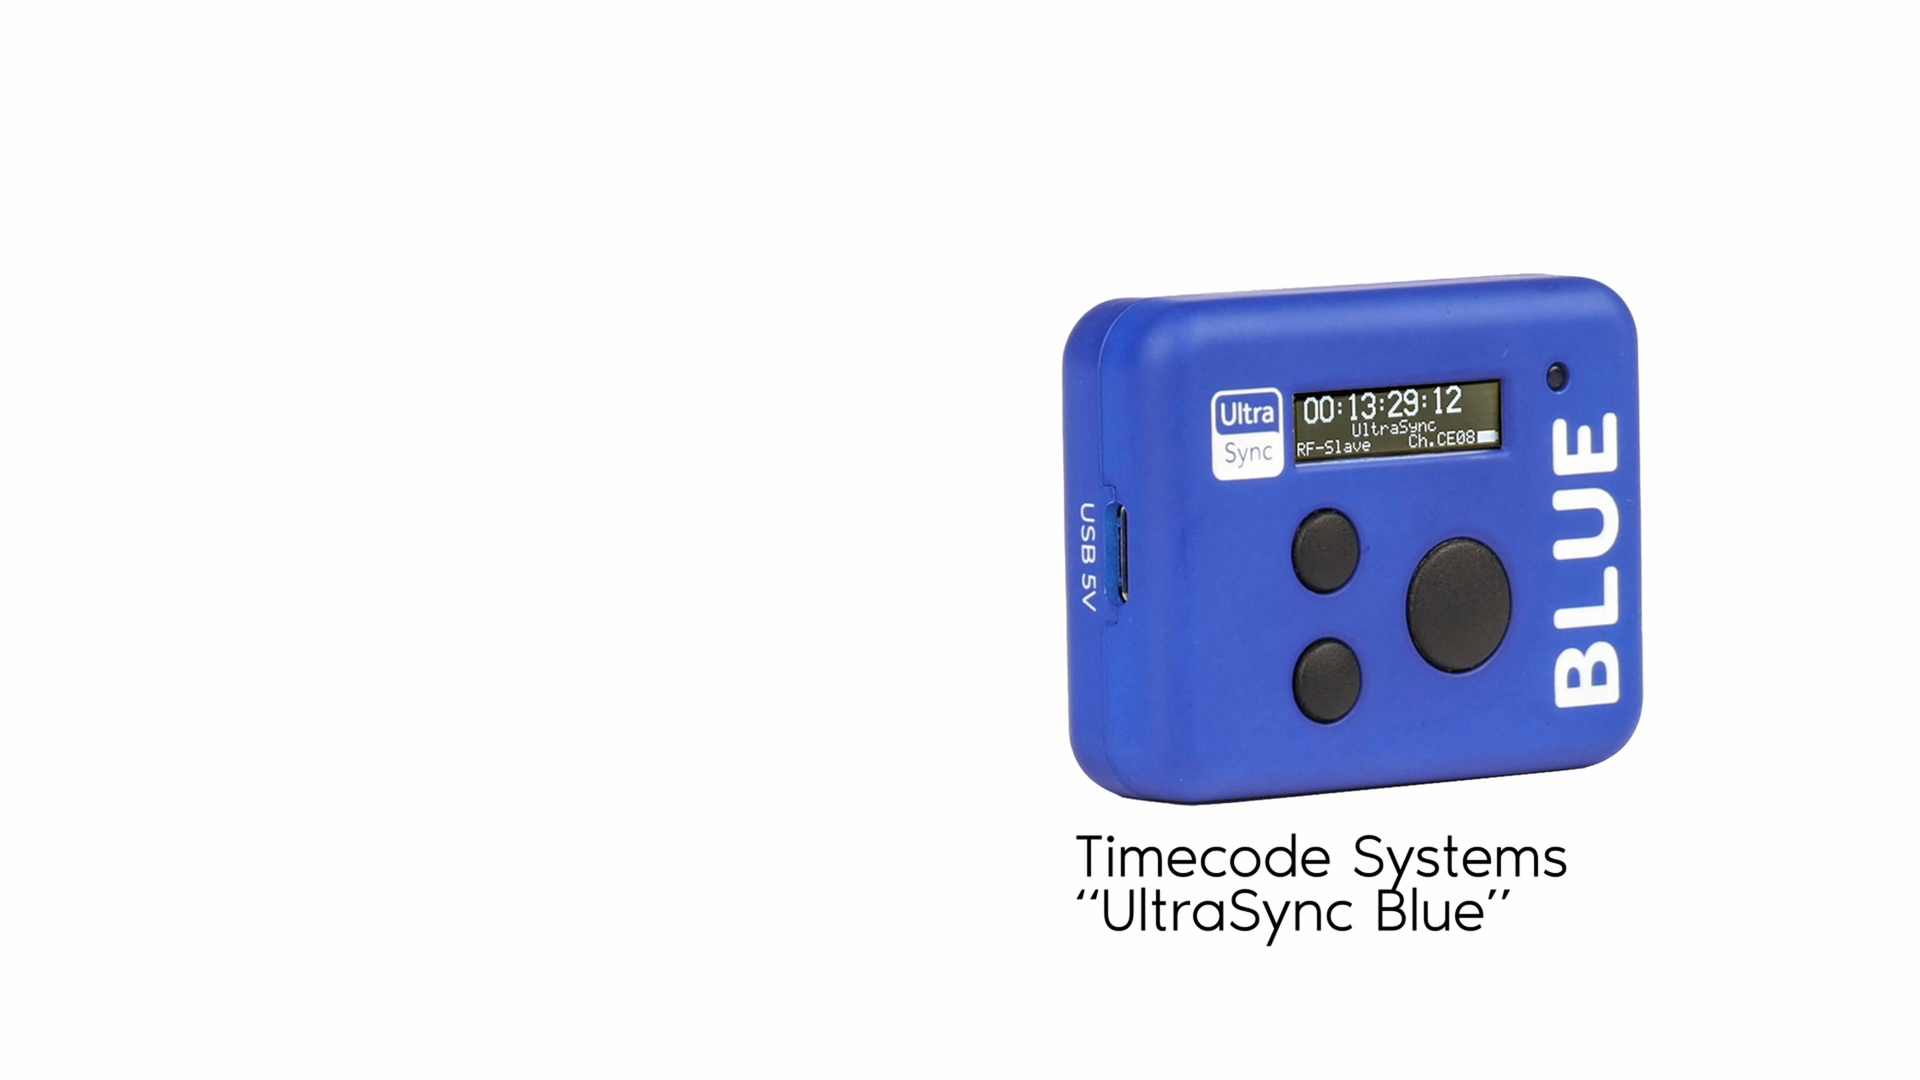 Ultra
Sync
00:13:29:12
UltraSync
RF-Slave Ch.CE08
USB 5V
BLUE
Timecode Systems
“UltraSync Blue”